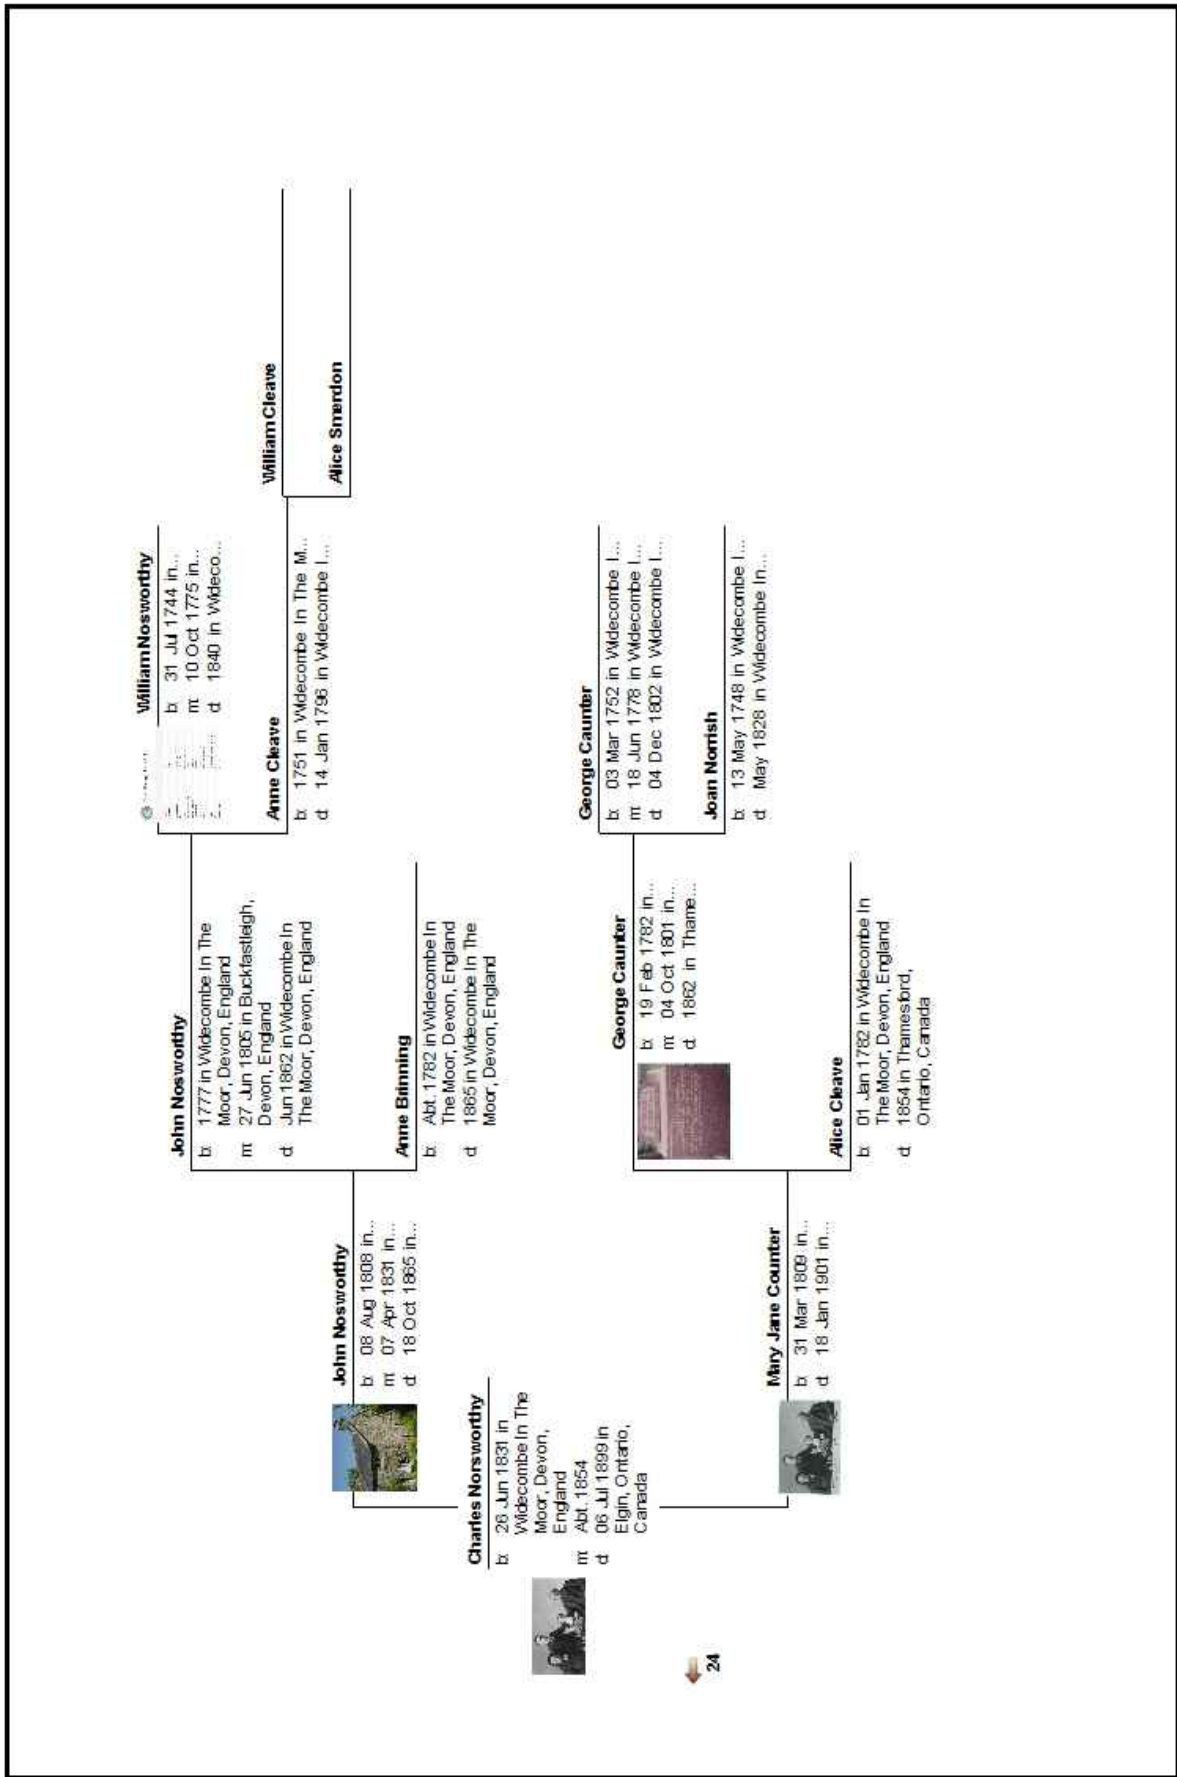 William Nosworthy
b: 31 Jul 1744 in...
m: 10 Oct 1775 in...
d: 1840 in Wideco...
William Cleave
Anne Cleave
b: 1751 in Widecombe In The M...
d: 14 Jan 1796 in Widecombe I...
Alice Smerdon
John Nosworthy
b: 1777 in Widecombe In The
Moor, Devon, England
m: 27 Jun 1805 in Buckfastleigh,
Devon, England
d: Jun 1862 in Widecombe In
The Moor, Devon, England
Anne Brinning
b: Abt. 1782 in Widecombe In
The Moor, Devon, England
d: 1865 in Widecombe In The
Moor, Devon, England
John Nosworthy
b: 08 Aug 1808 in...
m: 07 Apr 1831 in...
d: 18 Oct 1865 in...
Charles Norsworthy
b: 26 Jun 1831 in
Widecombe In The
Moor, Devon,
England
m: Abt. 1854
d: 06 Jul 1899 in
Elgin, Ontario,
Canada
George Caunter
b: 03 Mar 1752 in Widecombe I...
m: 18 Jun 1778 in Widecombe I...
d: 04 Dec 1802 in Widecombe I...
Joan Norrish
b: 13 May 1748 in Widecombe I...
d: May 1828 in Widecombe In...
George Caunter
b: 19 Feb 1782 in...
m: 04 Oct 1801 in...
d: 1862 in Thame...
Alice Cleave
b: 01 Jan 1782 in Widecombe In
The Moor, Devon, England
d: 1854 in Thamesford,
Ontario, Canada
Mary Jane Counter
b: 31 Mar 1809 in...
d: 18 Jan 1901 in...
24